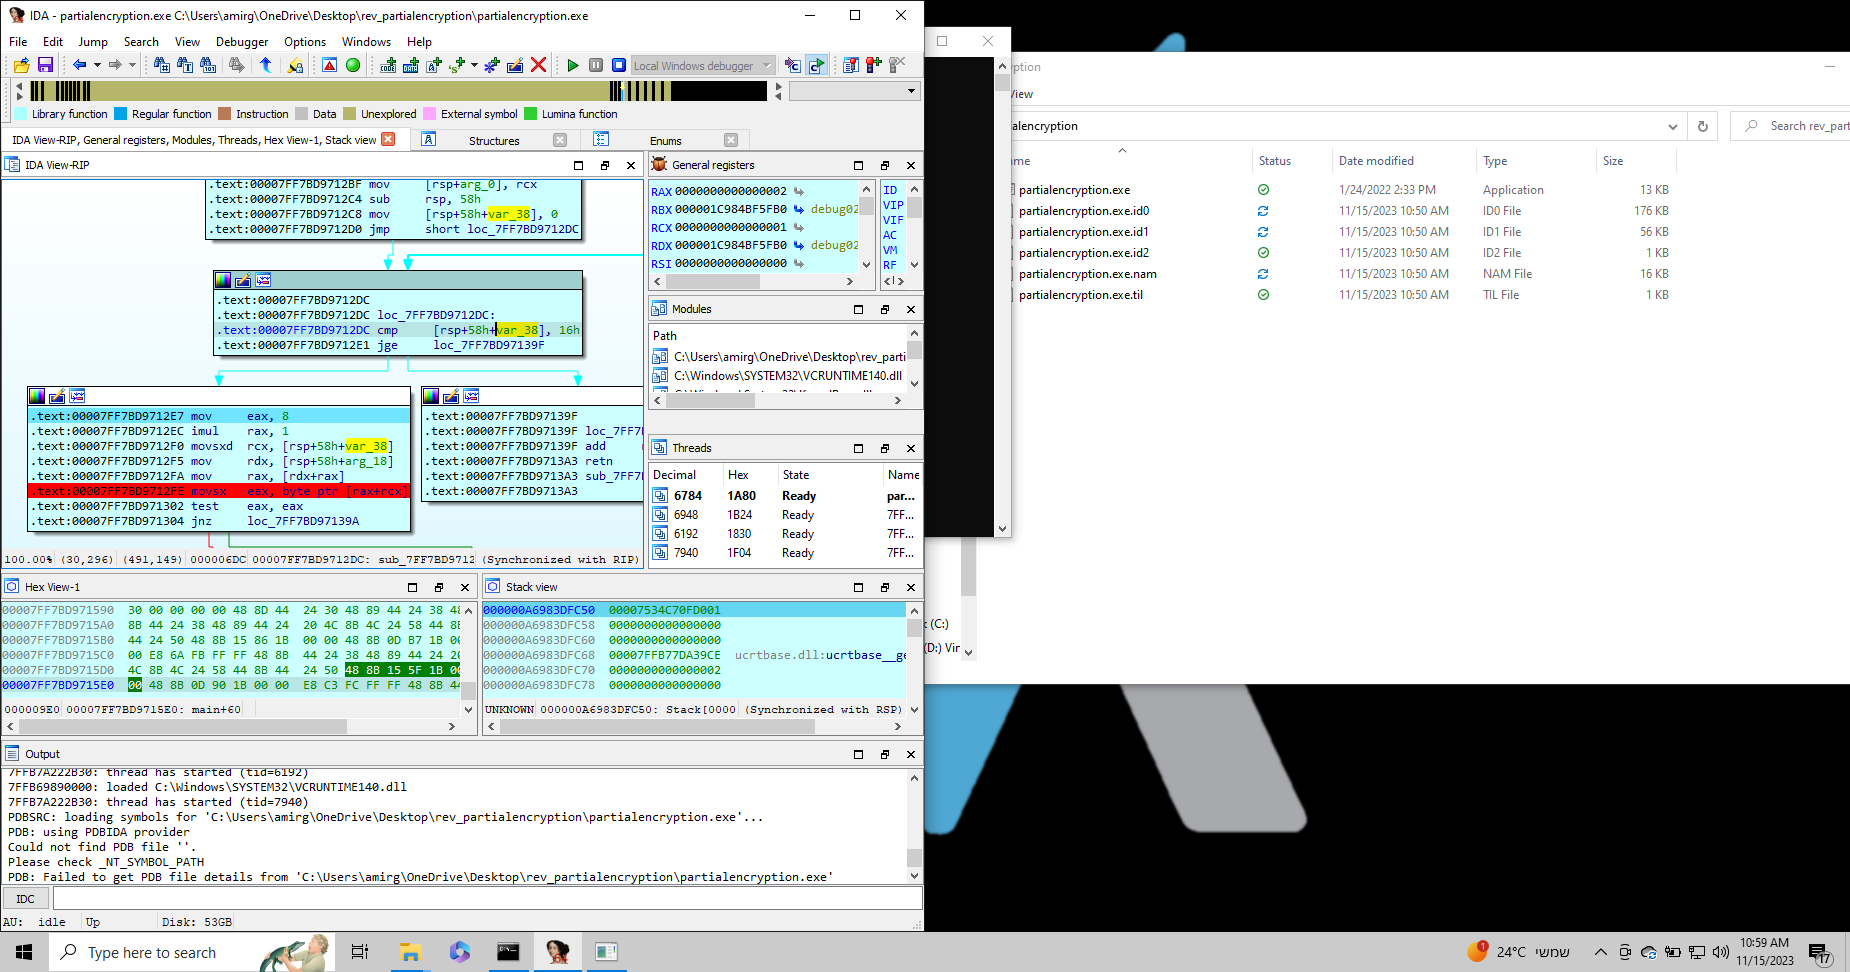 IDA - partialencryption.exe C:\Users\amirg\OneDrive\Desktop\rev_partialencryption\partialencryption.exe
File Edit Jump Search View Debugger Options Windows Help
Local Windows debugger
Library function Regular function Instruction Data Unexplored External symbol Lumina function
IDA View-RIP, General registers, Modules, Threads, Hex View-1, Stack view
Structures
Enums
IDA View-RIP
.text:00007FF7BD9712BF mov [rsp+arg_0], rcx
.text:00007FF7BD9712C4 sub rsp, 58h
.text:00007FF7BD9712C8 mov [rsp+58h+var_38], 0
.text:00007FF7BD9712D0 jmp short loc_7FF7BD9712DC
.text:00007FF7BD9712DC
.text:00007FF7BD9712DC loc_7FF7BD9712DC:
.text:00007FF7BD9712DC cmp [rsp+58h+var_38], 16h
.text:00007FF7BD9712E1 jge loc_7FF7BD97139F
.text:00007FF7BD9712E7 mov eax, 8
.text:00007FF7BD9712EC imul rax, 1
.text:00007FF7BD9712F0 movsxd rcx, [rsp+58h+var_38]
.text:00007FF7BD9712F5 mov rdx, [rsp+58h+arg_18]
.text:00007FF7BD9712FA mov rax, [rdx+rax]
.text:00007FF7BD9712FE movsx eax, byte ptr [rax+rcx]
.text:00007FF7BD971302 test eax, eax
.text:00007FF7BD971304 jnz loc_7FF7BD97139A
.text:00007FF7BD97139F
.text:00007FF7BD97139F loc_7FF7
.text:00007FF7BD97139F add
.text:00007FF7BD9713A3 retn
.text:00007FF7BD9713A3 sub_7FF7
.text:00007FF7BD9713A3
100.00% (30,296) (491,149) 000006DC 00007FF7BD9712DC: sub_7FF7BD9712 (Synchronized with RIP)
General registers
RAX 0000000000000002
RBX 000001C984BF5FB0 debug02
RCX 0000000000000001
RDX 000001C984BF5FB0 debug02
RSI 0000000000000000
ID
VIP
VIF
AC
VM
RF
Modules
Path
C:\Users\amirg\OneDrive\Desktop\rev_parti
C:\Windows\SYSTEM32\VCRUNTIME140.dll
Threads
Decimal Hex State Name
6784 1A80 Ready par...
6948 1B24 Ready 7FF...
6192 1830 Ready 7FF...
7940 1F04 Ready 7FF...
Hex View-1
00007FF7BD971590 30 00 00 00 00 48 8D 44 24 30 48 89 44 24 38 48
00007FF7BD9715A0 8B 44 24 38 48 89 44 24 20 4C 8B 4C 24 58 44 8B
00007FF7BD9715B0 44 24 50 48 8B 15 86 1B 00 00 48 8B 0D B7 1B 00
00007FF7BD9715C0 00 E8 6A FB FF FF 48 8B 44 24 38 48 89 44 24 20
00007FF7BD9715D0 4C 8B 4C 24 58 44 8B 44 24 50 48 8B 15 5F 1B 00
00007FF7BD9715E0 00 48 8B 0D 90 1B 00 00 E8 C3 FC FF FF 48 8B 44
000009E0 00007FF7BD9715E0: main+60
Stack view
000000A6983DFC50 00007534C70FD001
000000A6983DFC58 0000000000000000
000000A6983DFC60 0000000000000000
000000A6983DFC68 00007FFB77DA39CE ucrtbase.dll:ucrtbase__ge
000000A6983DFC70 0000000000000002
000000A6983DFC78 0000000000000000
UNKNOWN 000000A6983DFC50: Stack[0000 (Synchronized with RSP)
Output
7FFB7A222B30: thread has started (tid=6192)
7FFB69890000: loaded C:\Windows\SYSTEM32\VCRUNTIME140.dll
7FFB7A222B30: thread has started (tid=7940)
PDBSRC: loading symbols for 'C:\Users\amirg\OneDrive\Desktop\rev_partialencryption\partialencryption.exe'...
PDB: using PDBIDA provider
Could not find PDB file ''.
Please check _NT_SYMBOL_PATH
PDB: Failed to get PDB file details from 'C:\Users\amirg\OneDrive\Desktop\rev_partialencryption\partialencryption.exe'
IDC
AU: idle Up Disk: 53GB
ption
View
alencryption
Search rev_part
me Status Date modified Type Size
partialencryption.exe 1/24/2022 2:33 PM Application 13 KB
partialencryption.exe.id0 11/15/2023 10:50 AM ID0 File 176 KB
partialencryption.exe.id1 11/15/2023 10:50 AM ID1 File 56 KB
partialencryption.exe.id2 11/15/2023 10:50 AM ID2 File 1 KB
partialencryption.exe.nam 11/15/2023 10:50 AM NAM File 16 KB
partialencryption.exe.til 11/15/2023 10:50 AM TIL File 1 KB
(C:)
(D:) Vir
Type here to search
1
24°C שמשי
10:59 AM
11/15/2023
17